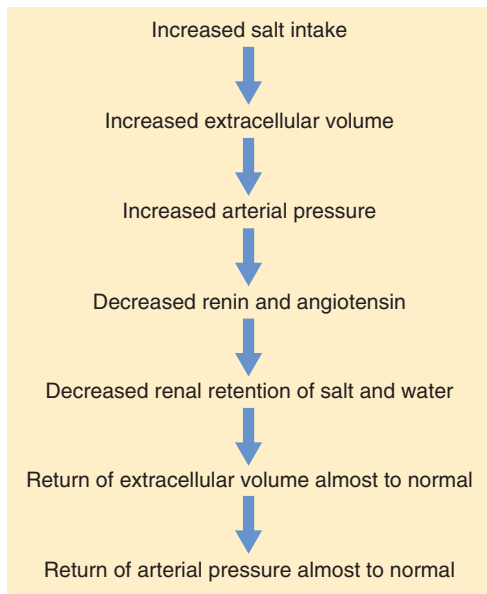 Increased salt intake
Increased extracellular volume
Increased arterial pressure
Decreased renin and angiotensin
Decreased renal retention of salt and water
Return of extracellular volume almost to normal
Return of arterial pressure almost to normal